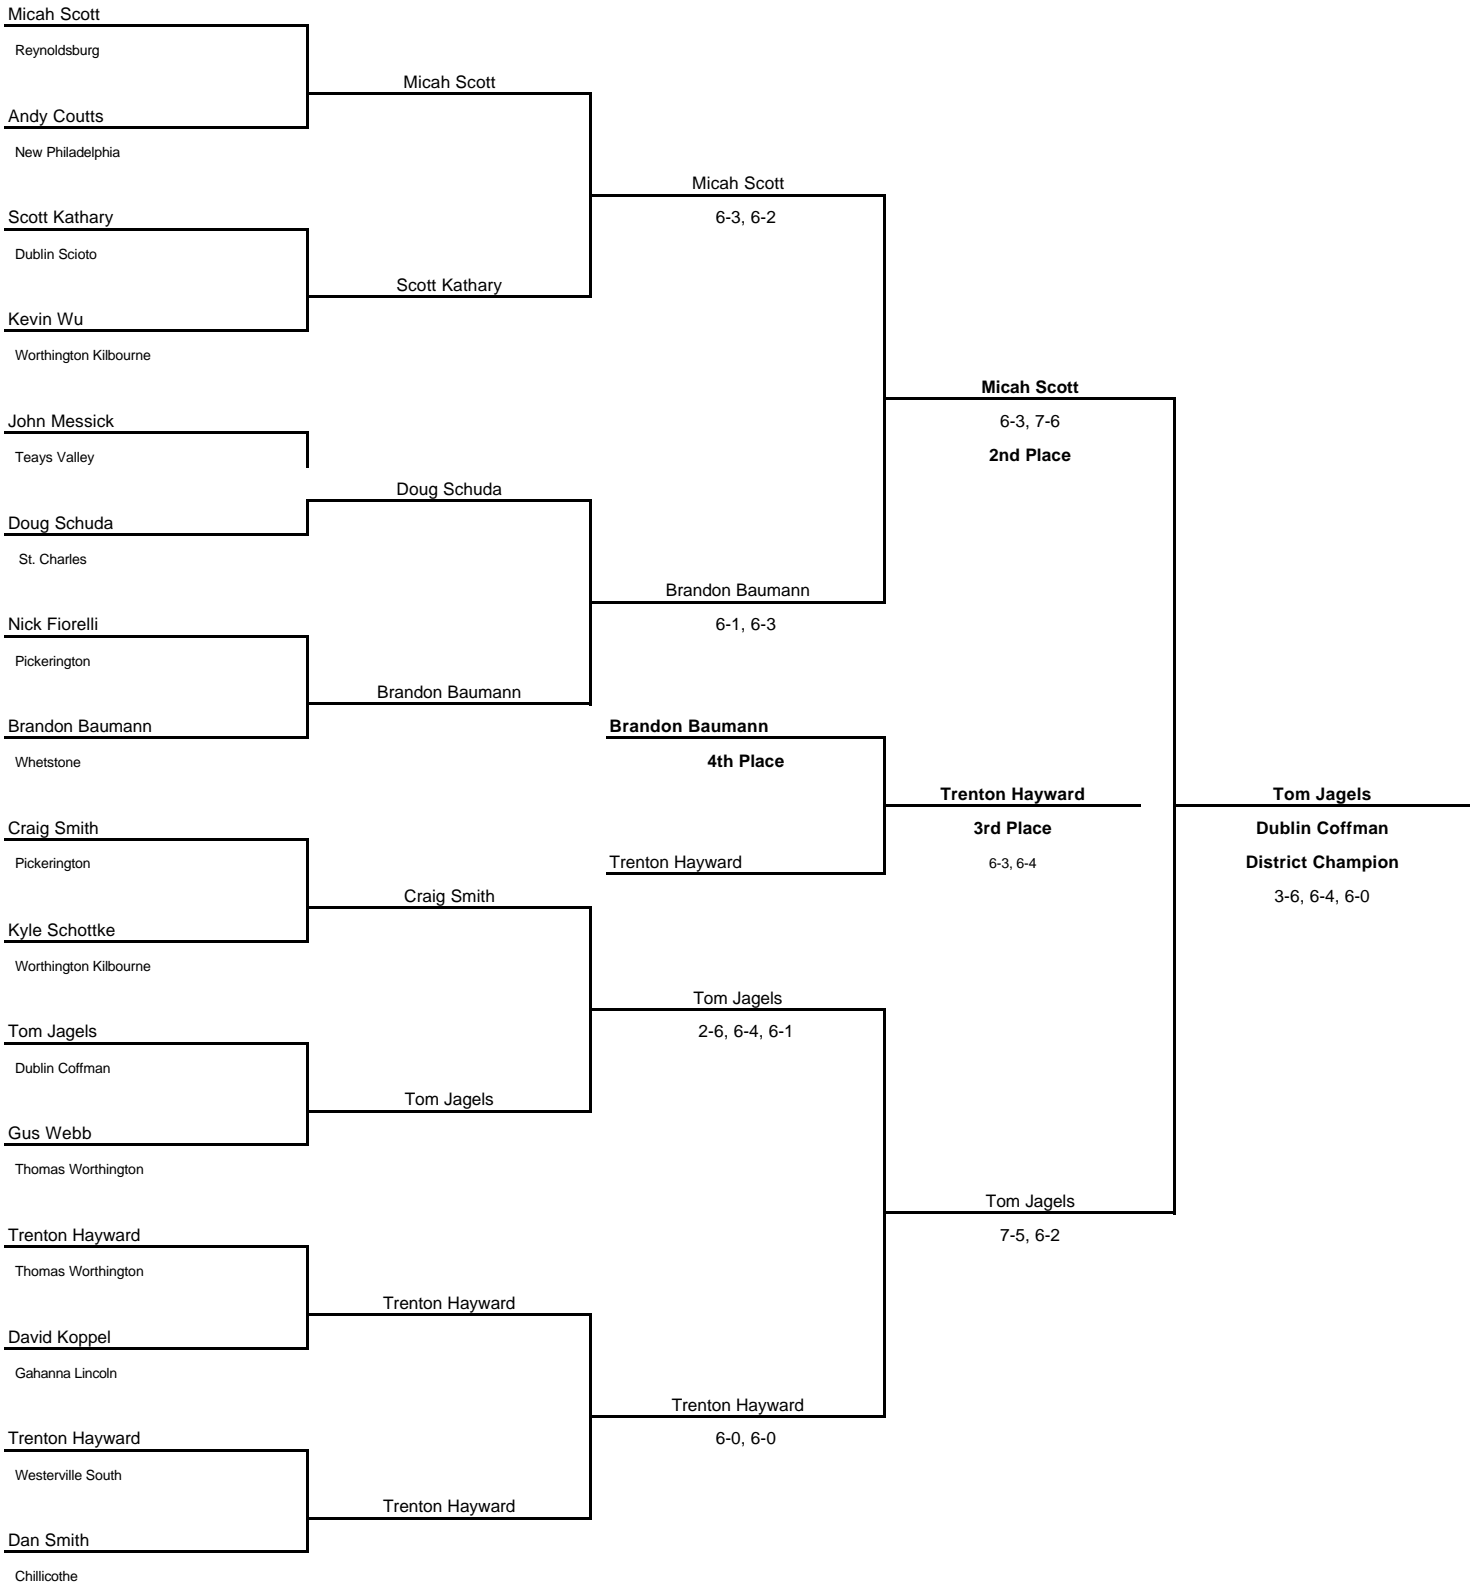 Micah Scott
Reynoldsburg
Micah Scott
Andy Coutts
New Philadelphia
Micah Scott
Scott Kathary
6-3, 6-2
Dublin Scioto
Scott Kathary
Kevin Wu
Worthington Kilbourne
Micah Scott
John Messick
6-3, 7-6
Teays Valley
2nd Place
Doug Schuda
Doug Schuda
St. Charles
Brandon Baumann
Nick Fiorelli
6-1, 6-3
Pickerington
Brandon Baumann
Brandon Baumann
Brandon Baumann
Whetstone
4th Place
Trenton Hayward
Tom Jagels
Craig Smith
3rd Place
Dublin Coffman
Pickerington
Trenton Hayward
6-3, 6-4
District Champion
Craig Smith
3-6, 6-4, 6-0
Kyle Schottke
Worthington Kilbourne
Tom Jagels
Tom Jagels
2-6, 6-4, 6-1
Dublin Coffman
Tom Jagels
Gus Webb
Thomas Worthington
Tom Jagels
Trenton Hayward
7-5, 6-2
Thomas Worthington
Trenton Hayward
David Koppel
Gahanna Lincoln
Trenton Hayward
Trenton Hayward
6-0, 6-0
Westerville South
Trenton Hayward
Dan Smith
Chillicothe